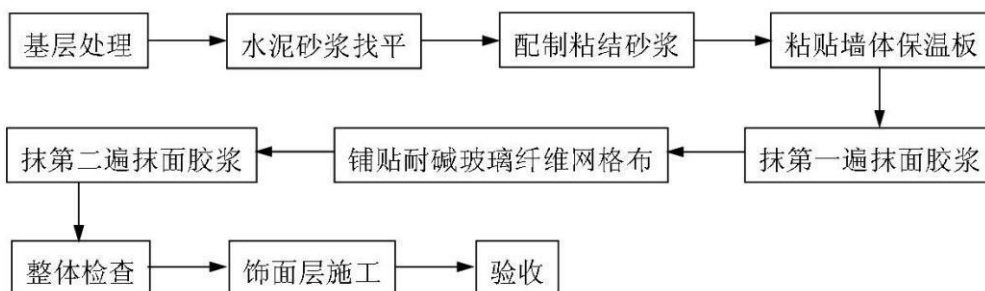 基层处理
水泥砂浆找平
配制粘结砂浆
粘贴墙体保温板
抹第一遍抹面胶浆
铺贴耐碱玻璃纤维网格布
抹第二遍抹面胶浆
整体检查
饰面层施工
验收